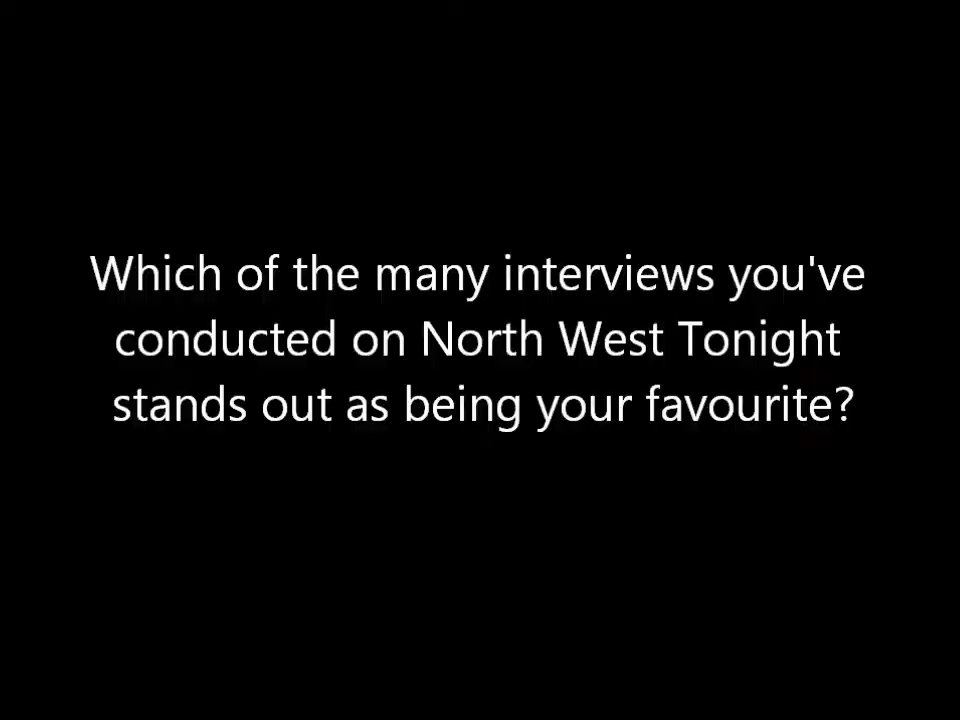 Which of the many interviews you've
conducted on North West Tonight
stands out as being your favourite?